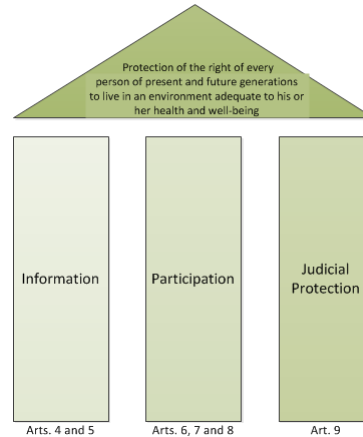 Protection of the right of every
person of present and future generations
to live in an environment adequate to his or
her health and well-being
Information
Participation
Judicial
Protection
Arts. 4 and 5
Arts. 6, 7 and 8
Art. 9